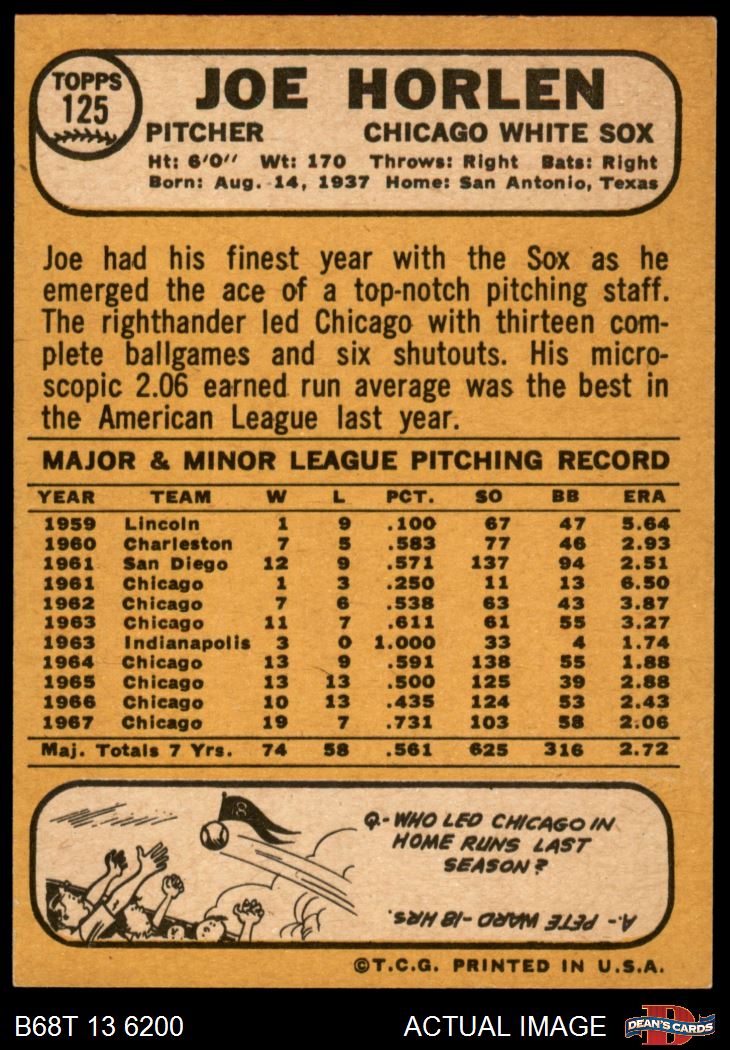 TOPPS
125
JOE HORLEN
PITCHER CHICAGO WHITE SOX
Ht: 6'0'' Wt: 170 Throws: Right Bats: Right
Born: Aug. 14, 1937 Home: San Antonio, Texas
Joe had his finest year with the Sox as he
emerged the ace of a top-notch pitching staff.
The righthander led Chicago with thirteen com-
plete ballgames and six shutouts. His micro-
scopic 2.06 earned run average was the best in
the American League last year.
MAJOR & MINOR LEAGUE PITCHING RECORD
YEAR TEAM W L PCT. SO BB ERA
1959 Lincoln 1 9 .100 67 47 5.64
1960 Charleston 7 5 .583 77 46 2.93
1961 San Diego 12 9 .571 137 94 2.51
1961 Chicago 1 3 .250 11 13 6.50
1962 Chicago 7 6 .538 63 43 3.87
1963 Chicago 11 7 .611 61 55 3.27
1963 Indianapolis 3 0 1.000 33 4 1.74
1964 Chicago 13 9 .591 138 55 1.88
1965 Chicago 13 13 .500 125 39 2.88
1966 Chicago 10 13 .435 124 53 2.43
1967 Chicago 19 7 .731 103 58 2.06
Maj. Totals 7 Yrs. 74 58 .561 625 316 2.72
18
Q-WHO LED CHICAGO IN
HOME RUNS LAST
SEASON?
A.-PETE WARD-18 HRS.
©T.C.G. PRINTED IN U.S.A.
B68T 13 6200 ACTUAL IMAGE
D
DEAN'S CARDS